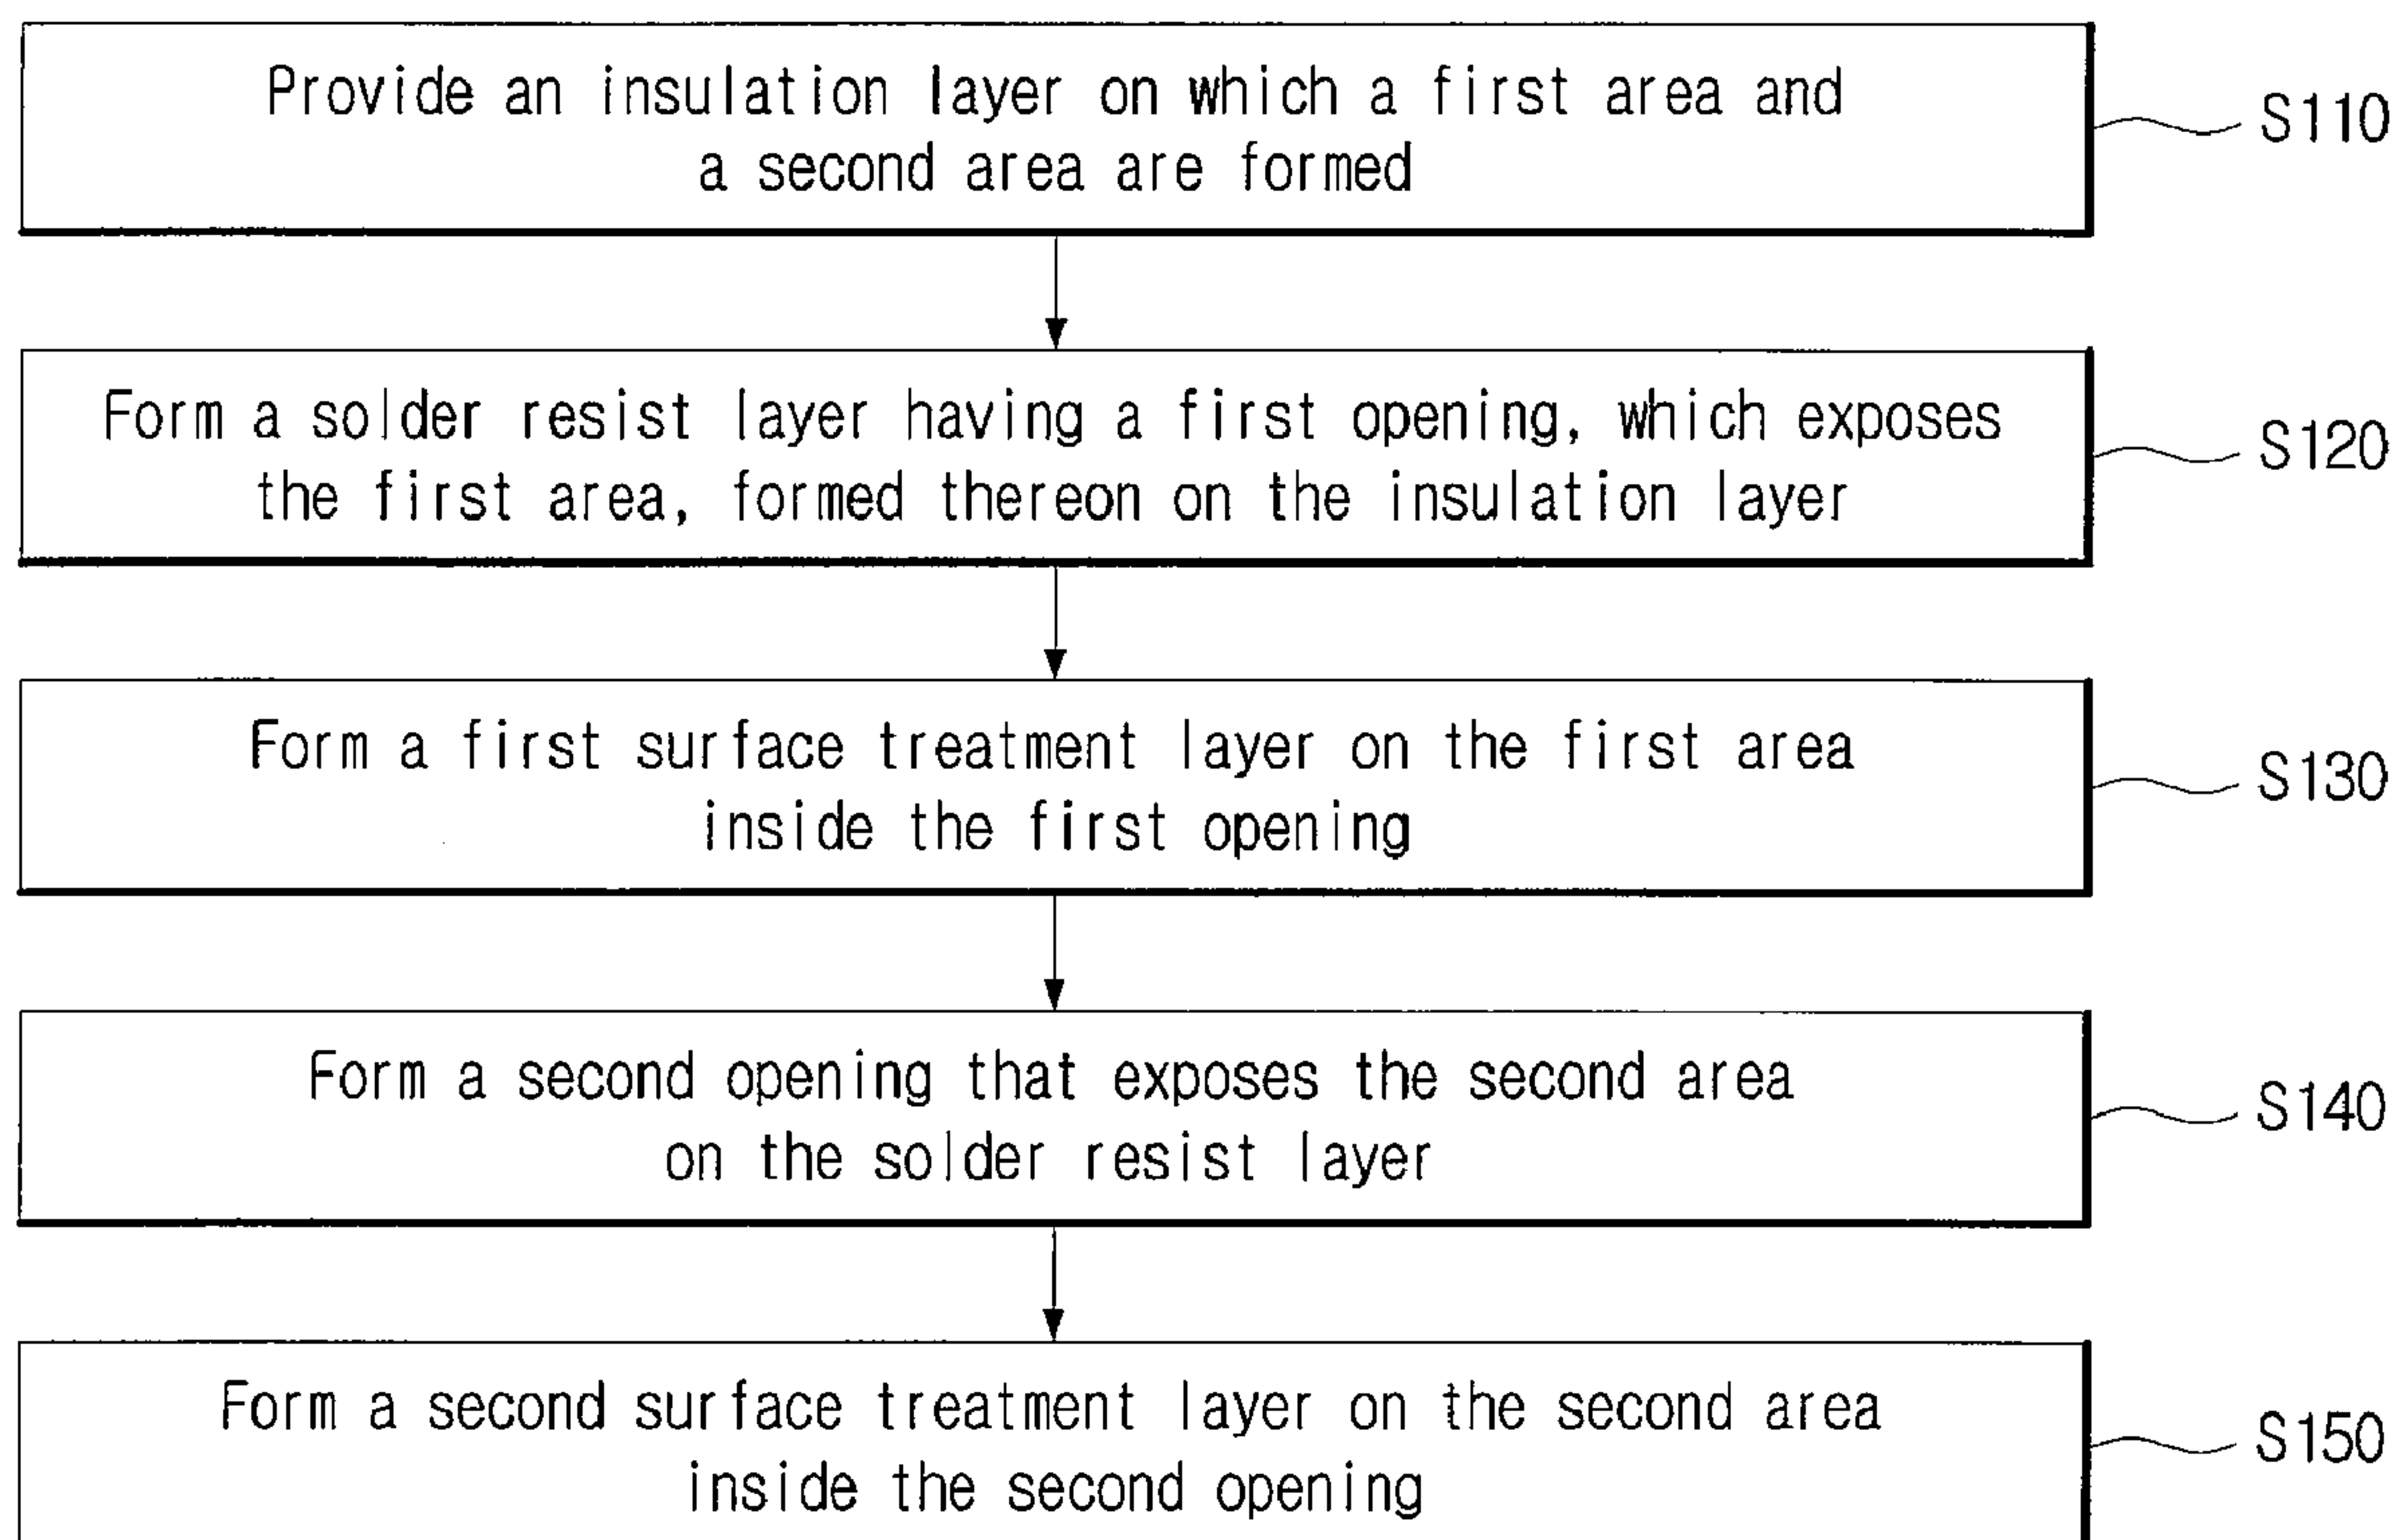 Provide an insulation layer on which a first area and
a second area are formed
S110
Form a solder resist layer having a first opening, which exposes
the first area, formed thereon on the insulation layer
S120
Form a first surface treatment layer on the first area
inside the first opening
S130
Form a second opening that exposes the second area
on the solder resist layer
S140
Form a second surface treatment layer on the second area
inside the second opening
S150